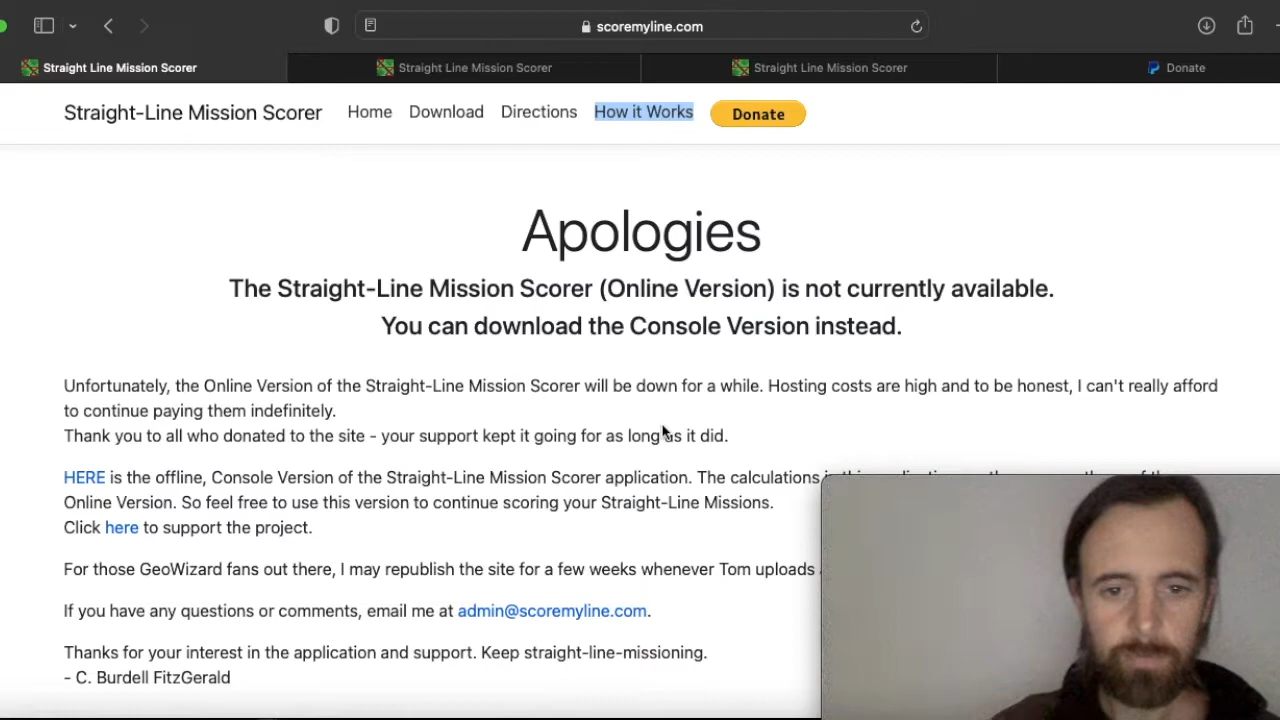 scoremyline.com
Straight Line Mission Scorer Straight Line Mission Scorer Straight Line Mission Scorer Donate
Straight-Line Mission Scorer Home Download Directions How it Works Donate
Apologies
The Straight-Line Mission Scorer (Online Version) is not currently available.
You can download the Console Version instead.
Unfortunately, the Online Version of the Straight-Line Mission Scorer will be down for a while. Hosting costs are high and to be honest, I can't really afford
to continue paying them indefinitely.
Thank you to all who donated to the site - your support kept it going for as long as it did.
HERE is the offline, Console Version of the Straight-Line Mission Scorer application. The calculations
Online Version. So feel free to use this version to continue scoring your Straight-Line Missions.
Click here to support the project.
For those GeoWizard fans out there, I may republish the site for a few weeks whenever Tom uploads
If you have any questions or comments, email me at admin@scoremyline.com.
Thanks for your interest in the application and support. Keep straight-line-missioning.
- C. Burdell FitzGerald